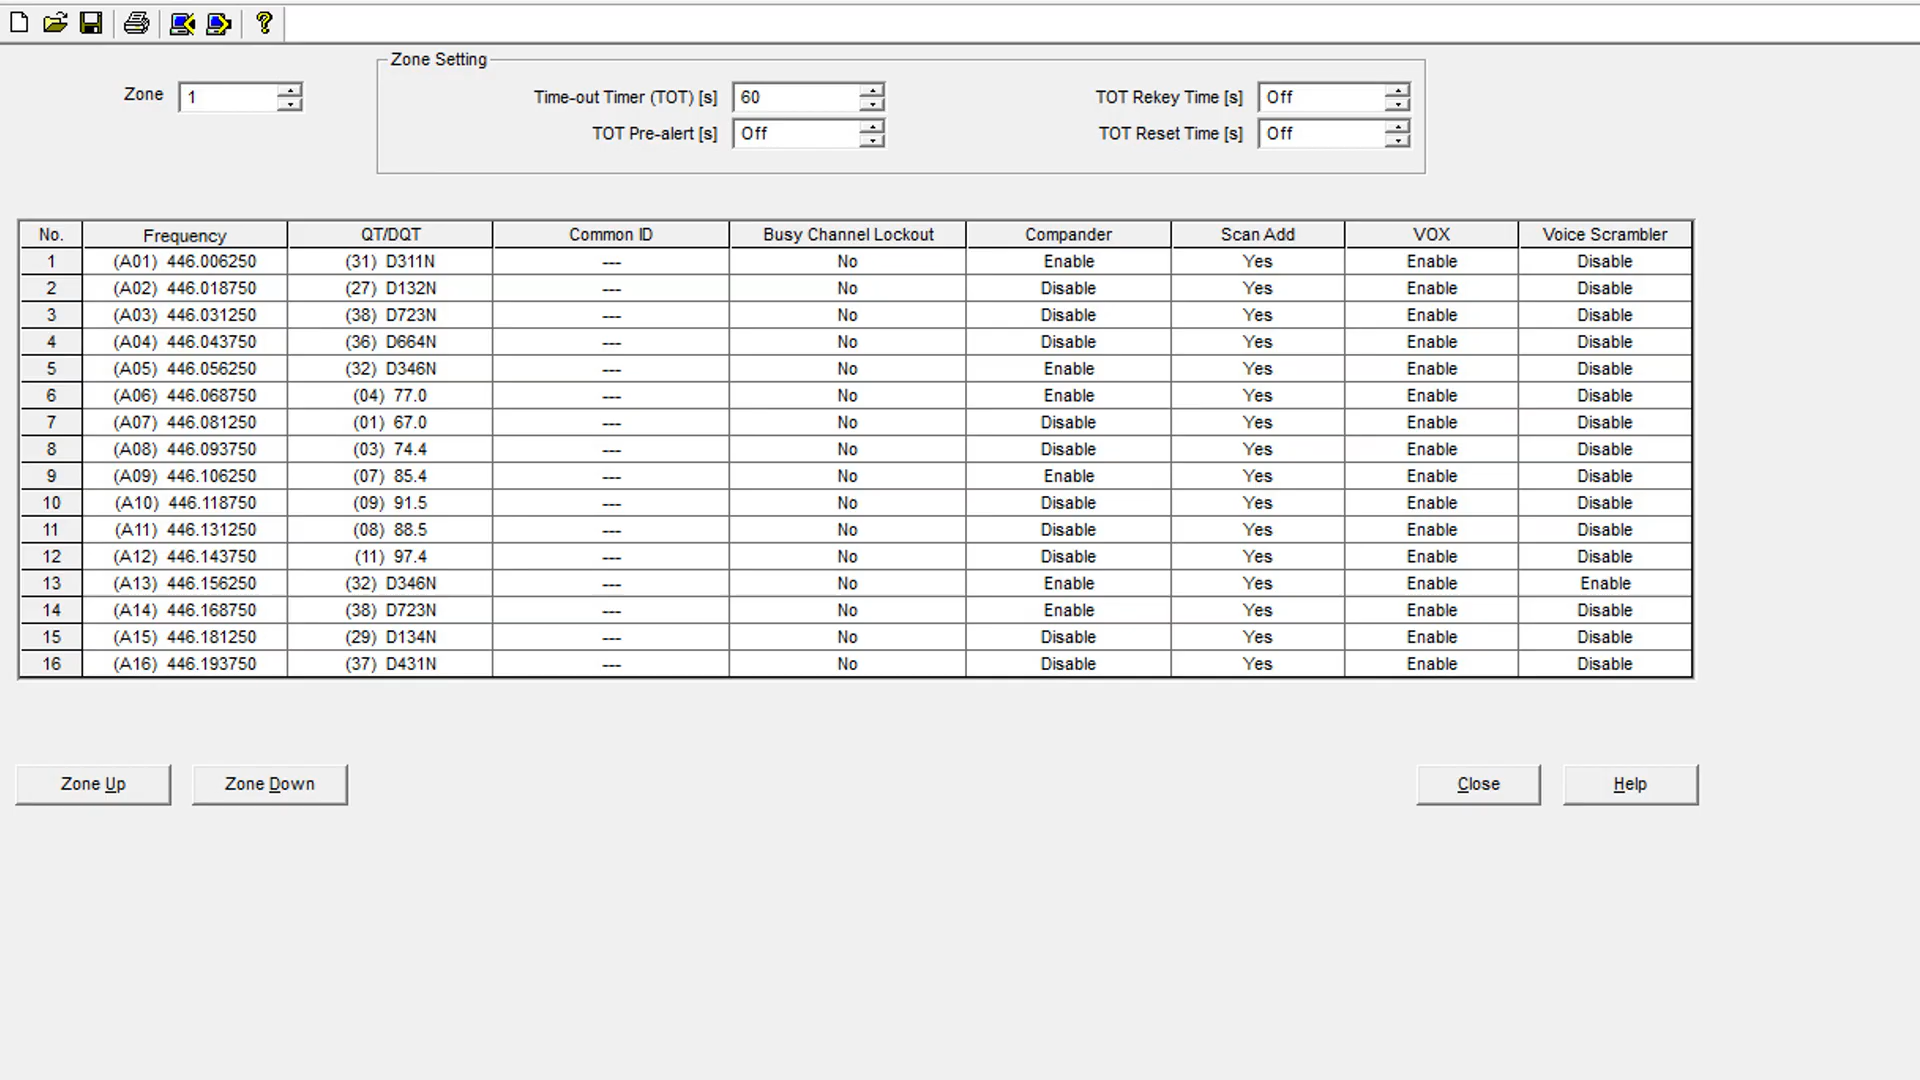 Zone Setting
Zone 1 Time-out Timer (TOT) [s] 60 TOT Rekey Time [s] Off
TOT Pre-alert [s] Off TOT Reset Time [s] Off
No. Frequency QT/DQT Common ID Busy Channel Lockout Compander Scan Add VOX Voice Scrambler
1 (A01) 446.006250 (31) D311N --- No Enable Yes Enable Disable
2 (A02) 446.018750 (27) D132N --- No Disable Yes Enable Disable
3 (A03) 446.031250 (38) D723N --- No Disable Yes Enable Disable
4 (A04) 446.043750 (36) D664N --- No Disable Yes Enable Disable
5 (A05) 446.056250 (32) D346N --- No Enable Yes Enable Disable
6 (A06) 446.068750 (04) 77.0 --- No Enable Yes Enable Disable
7 (A07) 446.081250 (01) 67.0 --- No Disable Yes Enable Disable
8 (A08) 446.093750 (03) 74.4 --- No Disable Yes Enable Disable
9 (A09) 446.106250 (07) 85.4 --- No Enable Yes Enable Disable
10 (A10) 446.118750 (09) 91.5 --- No Disable Yes Enable Disable
11 (A11) 446.131250 (08) 88.5 --- No Disable Yes Enable Disable
12 (A12) 446.143750 (11) 97.4 --- No Disable Yes Enable Disable
13 (A13) 446.156250 (32) D346N --- No Enable Yes Enable Enable
14 (A14) 446.168750 (38) D723N --- No Enable Yes Enable Disable
15 (A15) 446.181250 (29) D134N --- No Disable Yes Enable Disable
16 (A16) 446.193750 (37) D431N --- No Disable Yes Enable Disable
Zone Up Zone Down Close Help